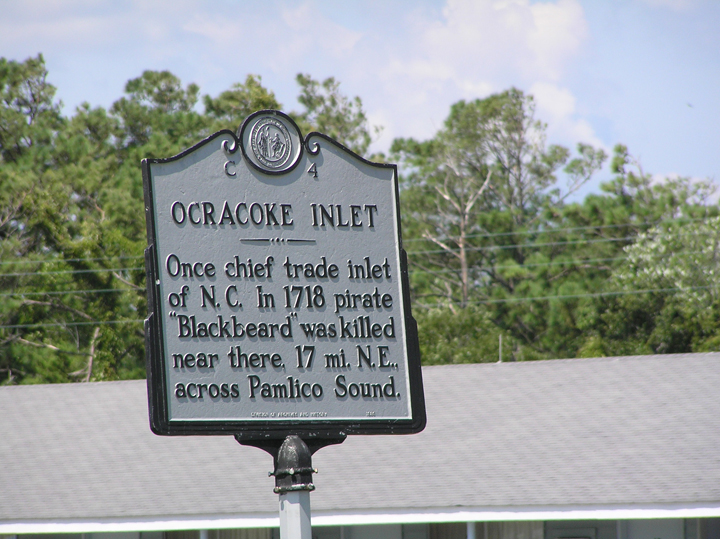 C 4
OCRACOKE INLET
Once chief trade inlet
of N.C. In 1718 pirate
"Blackbeard" was killed
near there, 17 mi. N.E.,
across Pamlico Sound.